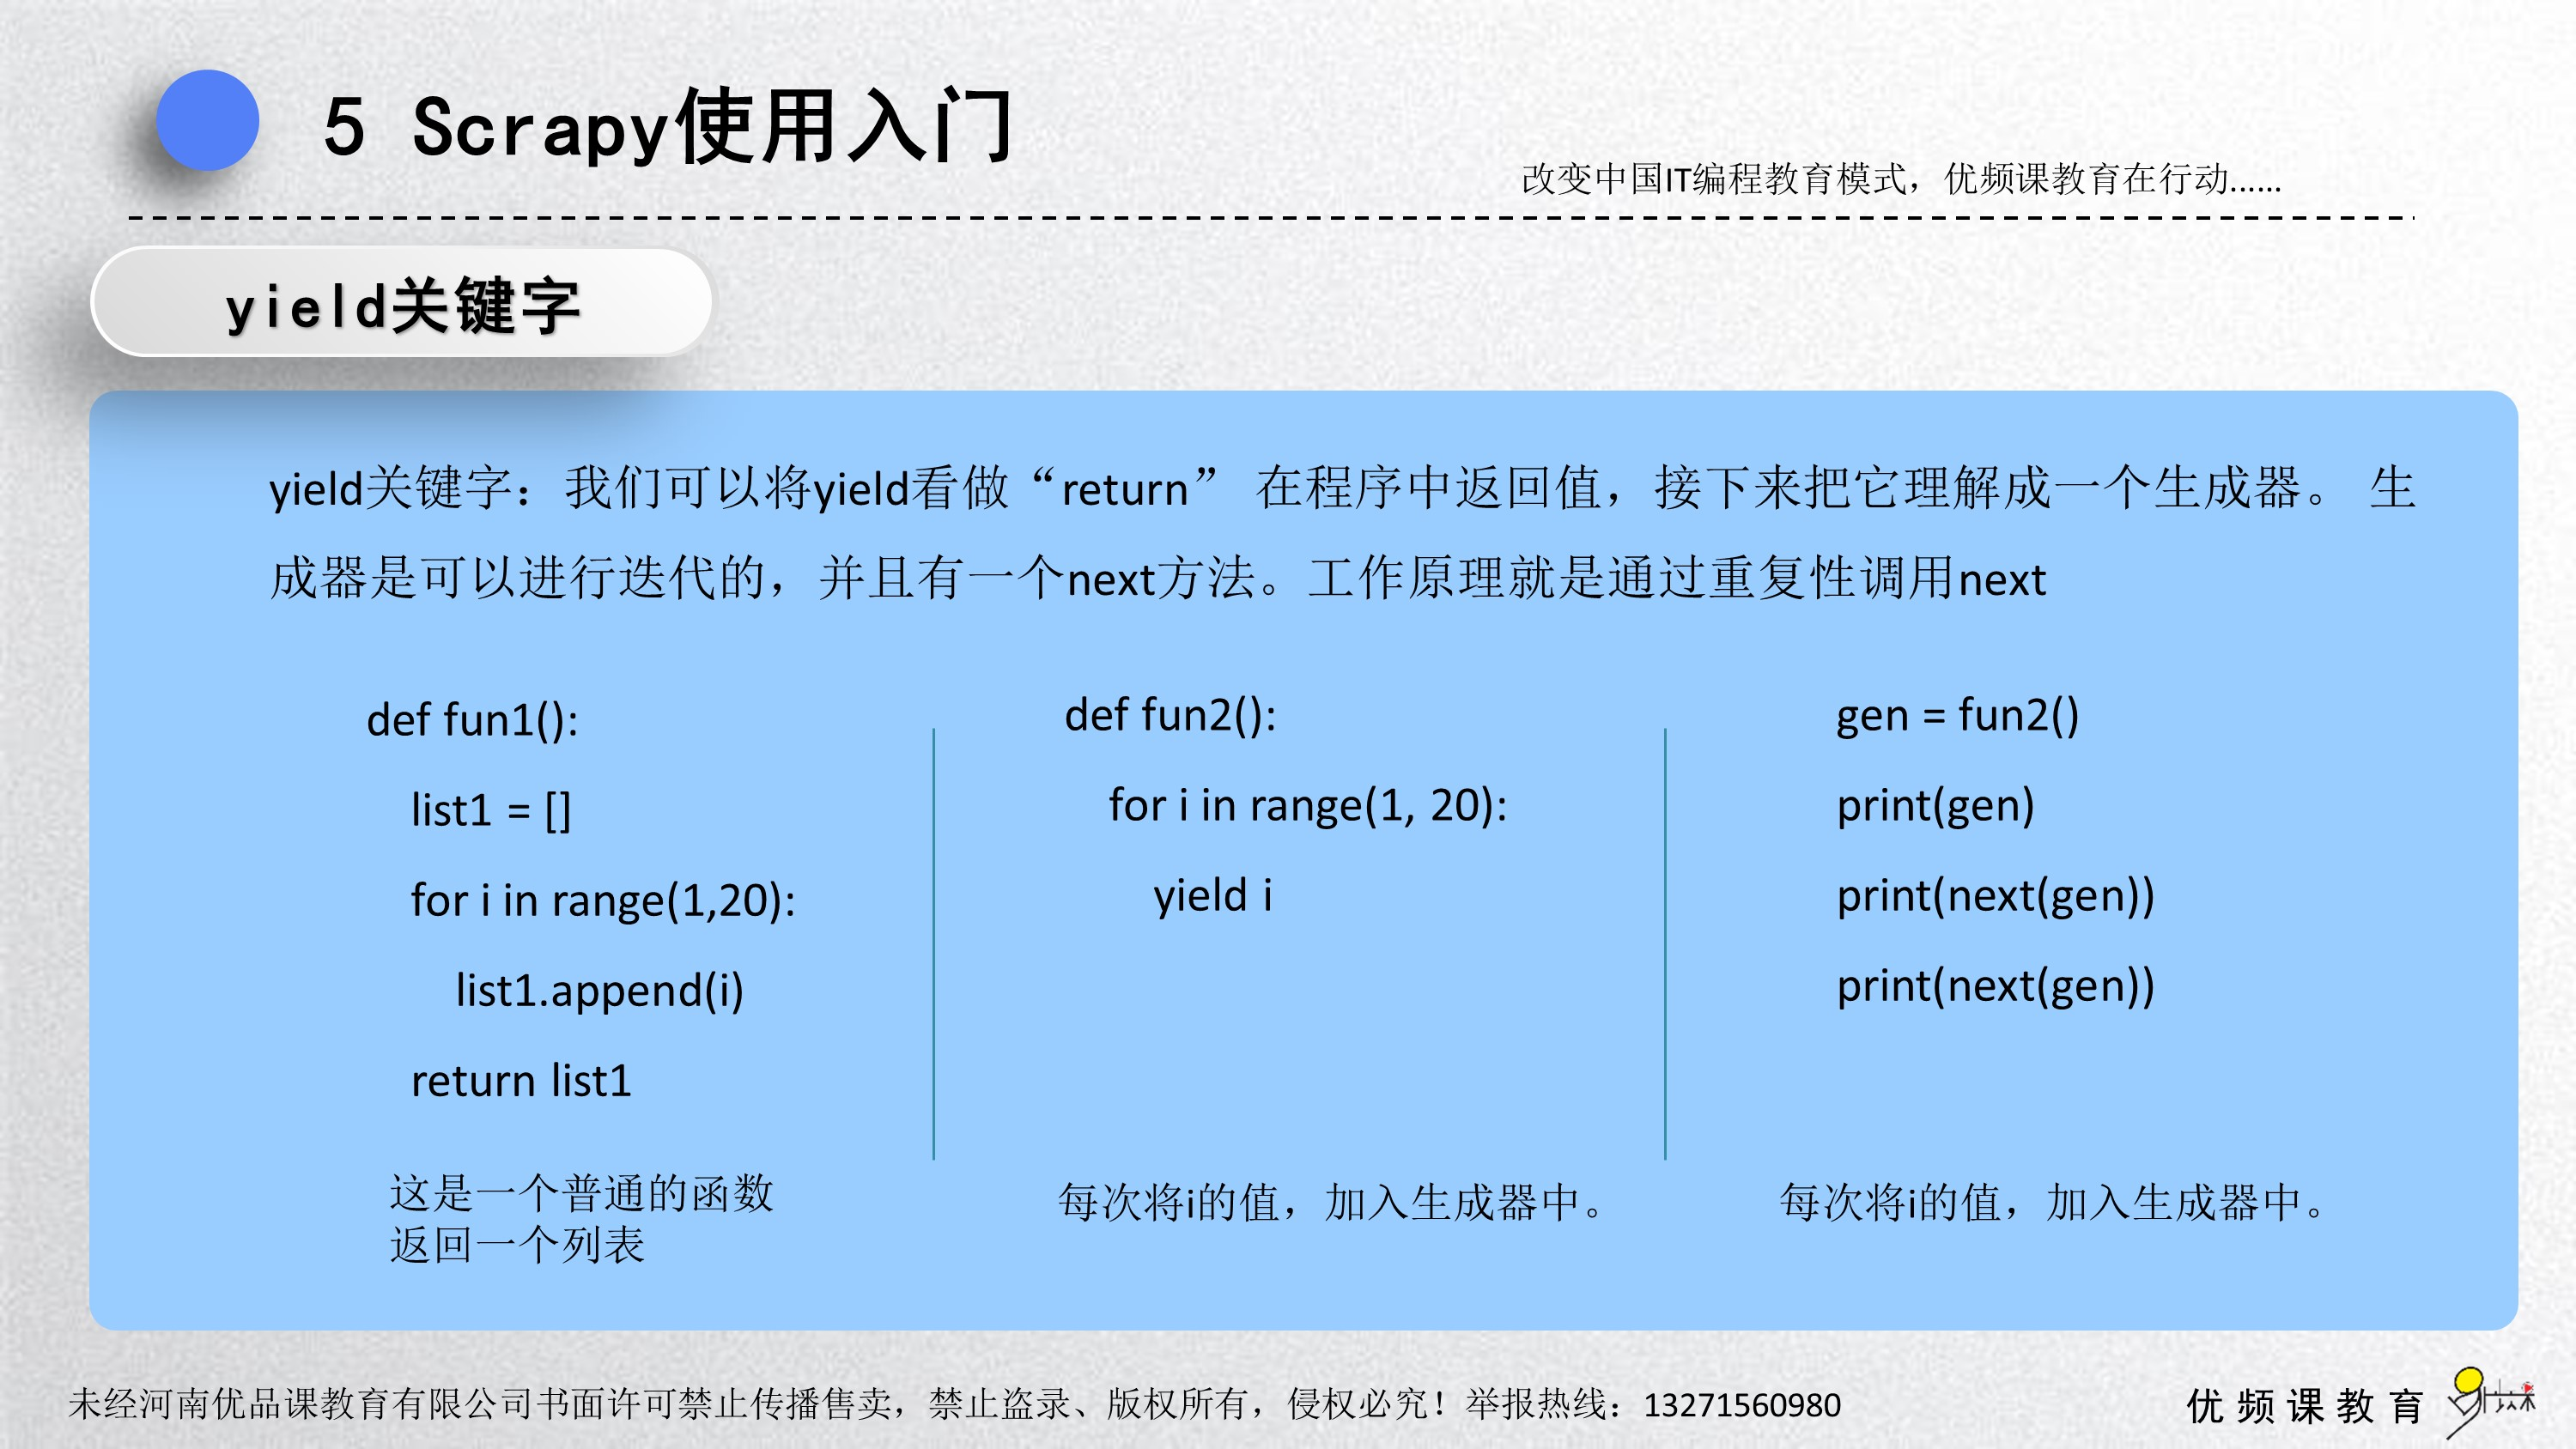 5 Scrapy使用入门
改变中国IT编程教育模式，优频课教育在行动......
yield关键字
yield关键字：我们可以将yield看做“return” 在程序中返回值，接下来把它理解成一个生成器。 生
成器是可以进行迭代的，并且有一个next方法。工作原理就是通过重复性调用next
def fun1():
list1 = []
for i in range(1,20):
list1.append(i)
return list1
这是一个普通的函数
返回一个列表
def fun2():
for i in range(1, 20):
yield i
每次将i的值，加入生成器中。
gen = fun2()
print(gen)
print(next(gen))
print(next(gen))
每次将i的值，加入生成器中。
未经河南优品课教育有限公司书面许可禁止传播售卖，禁止盗录、版权所有，侵权必究！举报热线：13271560980
优频课教育